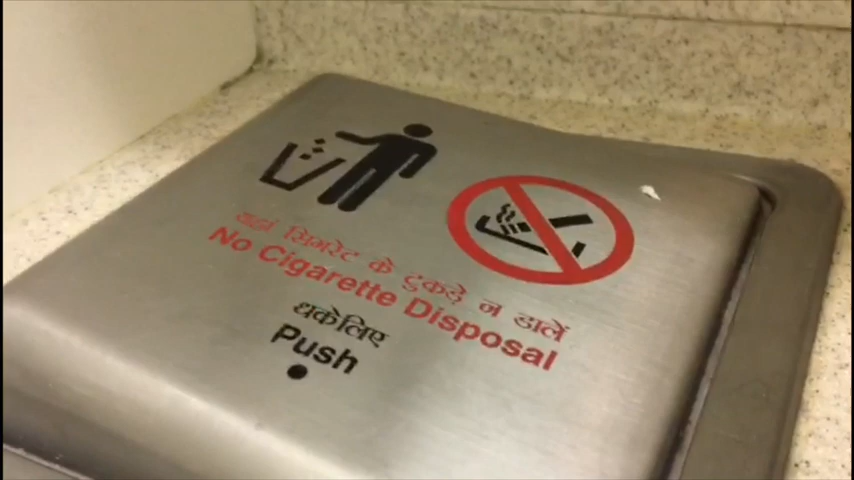 यहां सिगरेट के टुकड़े न डालें
No Cigarette Disposal
धकेलिए
Push